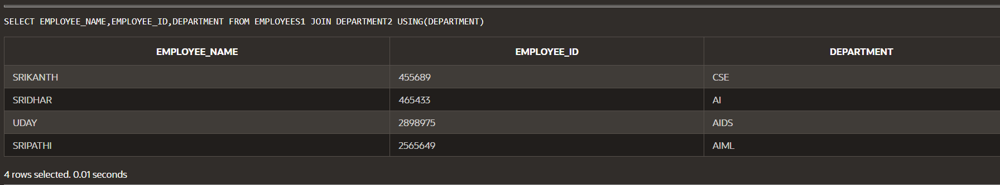 SELECT EMPLOYEE_NAME,EMPLOYEE_ID,DEPARTMENT FROM EMPLOYEES1 JOIN DEPARTMENT2 USING(DEPARTMENT)
EMPLOYEE_NAME EMPLOYEE_ID DEPARTMENT
SRIKANTH 455689 CSE
SRIDHAR 465433 AI
UDAY 2898975 AIDS
SRIPATHI 2565649 AIML
4 rows selected. 0.01 seconds